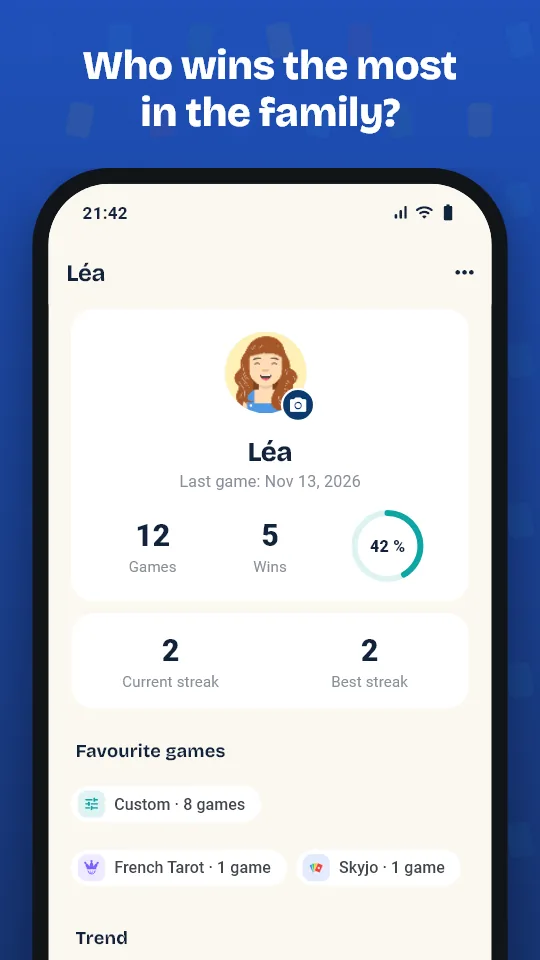 Who wins the most
in the family?
21:42
Léa
Léa
Last game: Nov 13, 2026
12 5 42 %
Games Wins
2 2
Current streak Best streak
Favourite games
Custom · 8 games
French Tarot · 1 game Skyjo · 1 game
Trend